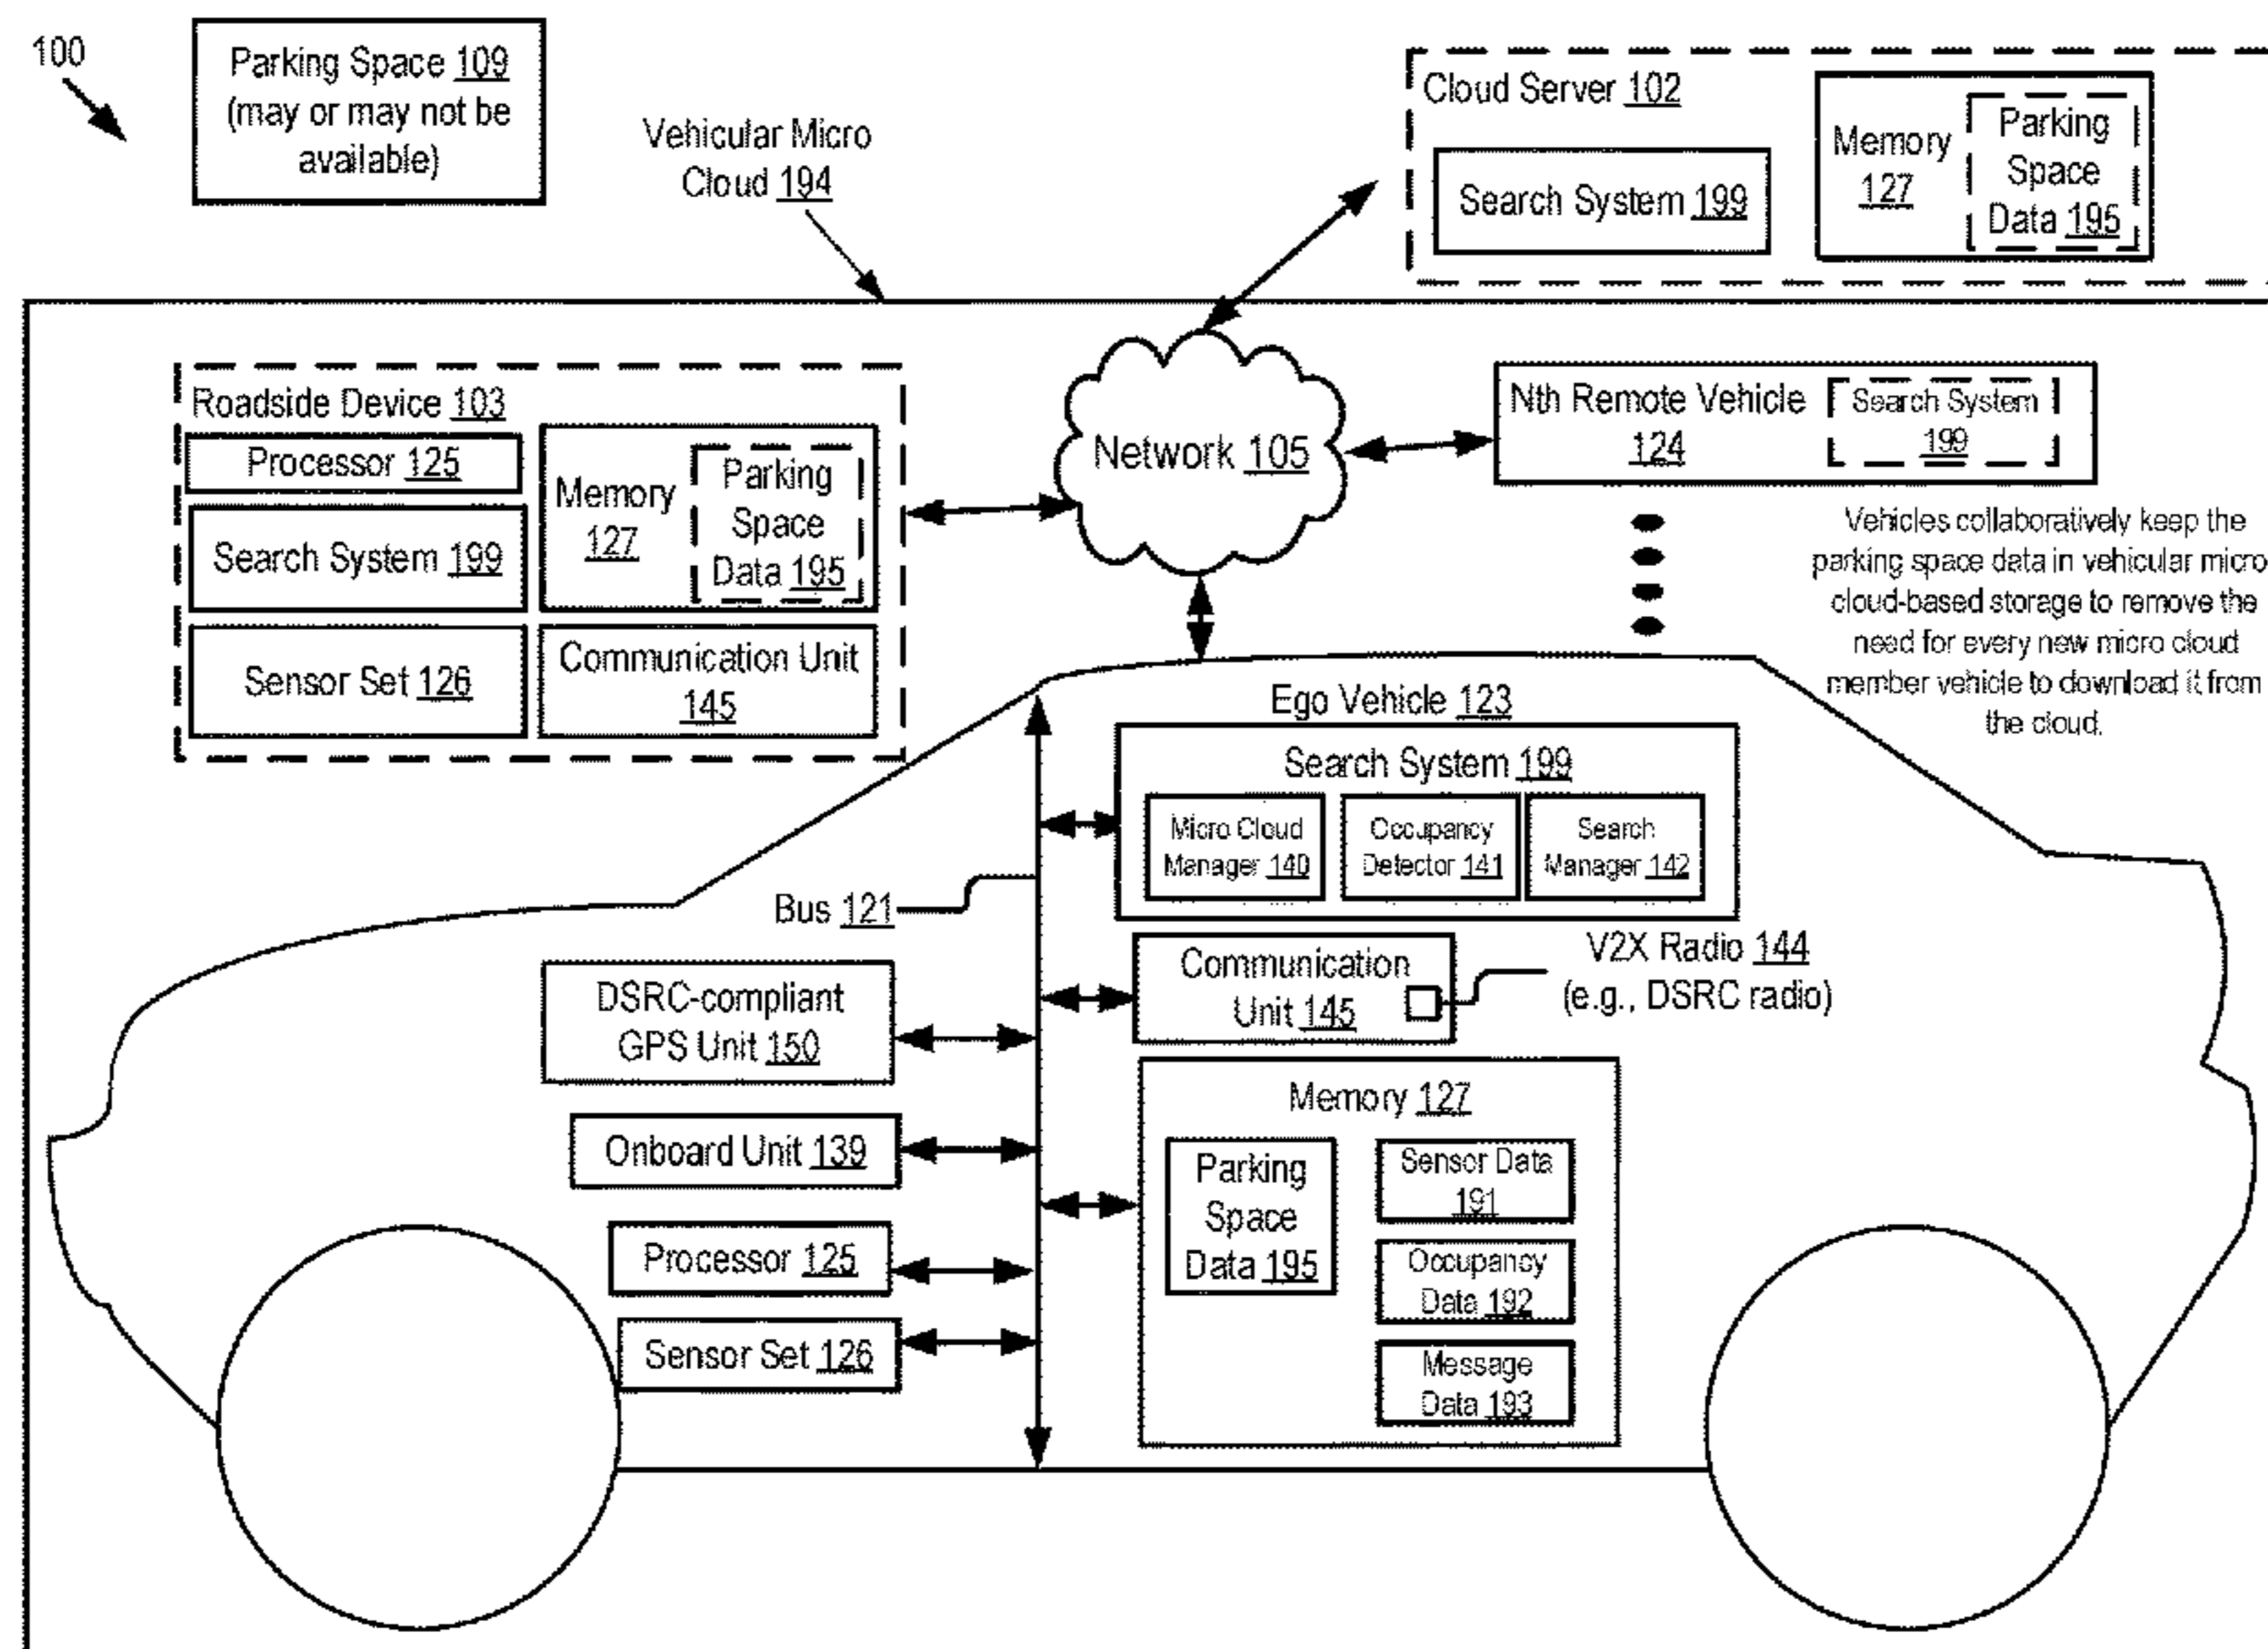 100
Parking Space 109
(may or may not be
available)
Vehicular Micro
Cloud 194
Cloud Server 102
Search System 199
Memory
127
Parking
Space
Data 195
Roadside Device 103
Processor 125
Search System 199
Sensor Set 126
Memory
127
Parking
Space
Data 195
Communication Unit
145
Network 105
Nth Remote Vehicle
124
Search System
199
Vehicles collaboratively keep the
parking space data in vehicular micro
cloud-based storage to remove the
need for every new micro cloud
member vehicle to download it from
the cloud.
Ego Vehicle 123
Search System 199
Micro Cloud
Manager 140
Occupancy
Detector 141
Search
Manager 142
Bus 121
Communication
Unit 145
V2X Radio 144
(e.g., DSRC radio)
DSRC-compliant
GPS Unit 150
Onboard Unit 139
Processor 125
Sensor Set 126
Memory 127
Parking
Space
Data 195
Sensor Data
191
Occupancy
Data 192
Message
Data 193